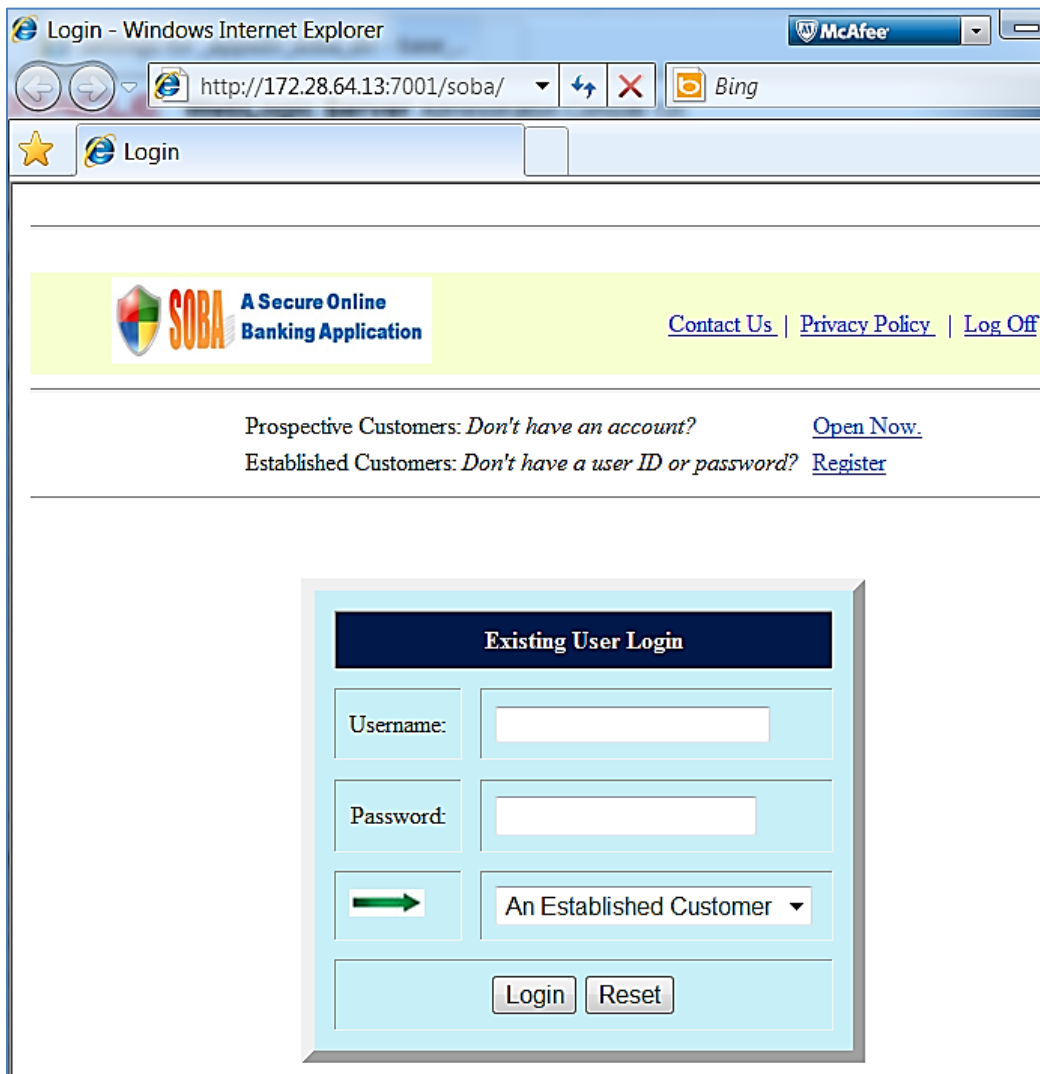 Login - Windows Internet Explorer
McAfee
http://172.28.64.13:7001/soba/
Bing
Login
SOBA A Secure Online
Banking Application
Contact Us | Privacy Policy | Log Off
Prospective Customers: Don't have an account? Open Now.
Established Customers: Don't have a user ID or password? Register
Existing User Login
Username:
Password:
An Established Customer
Login Reset